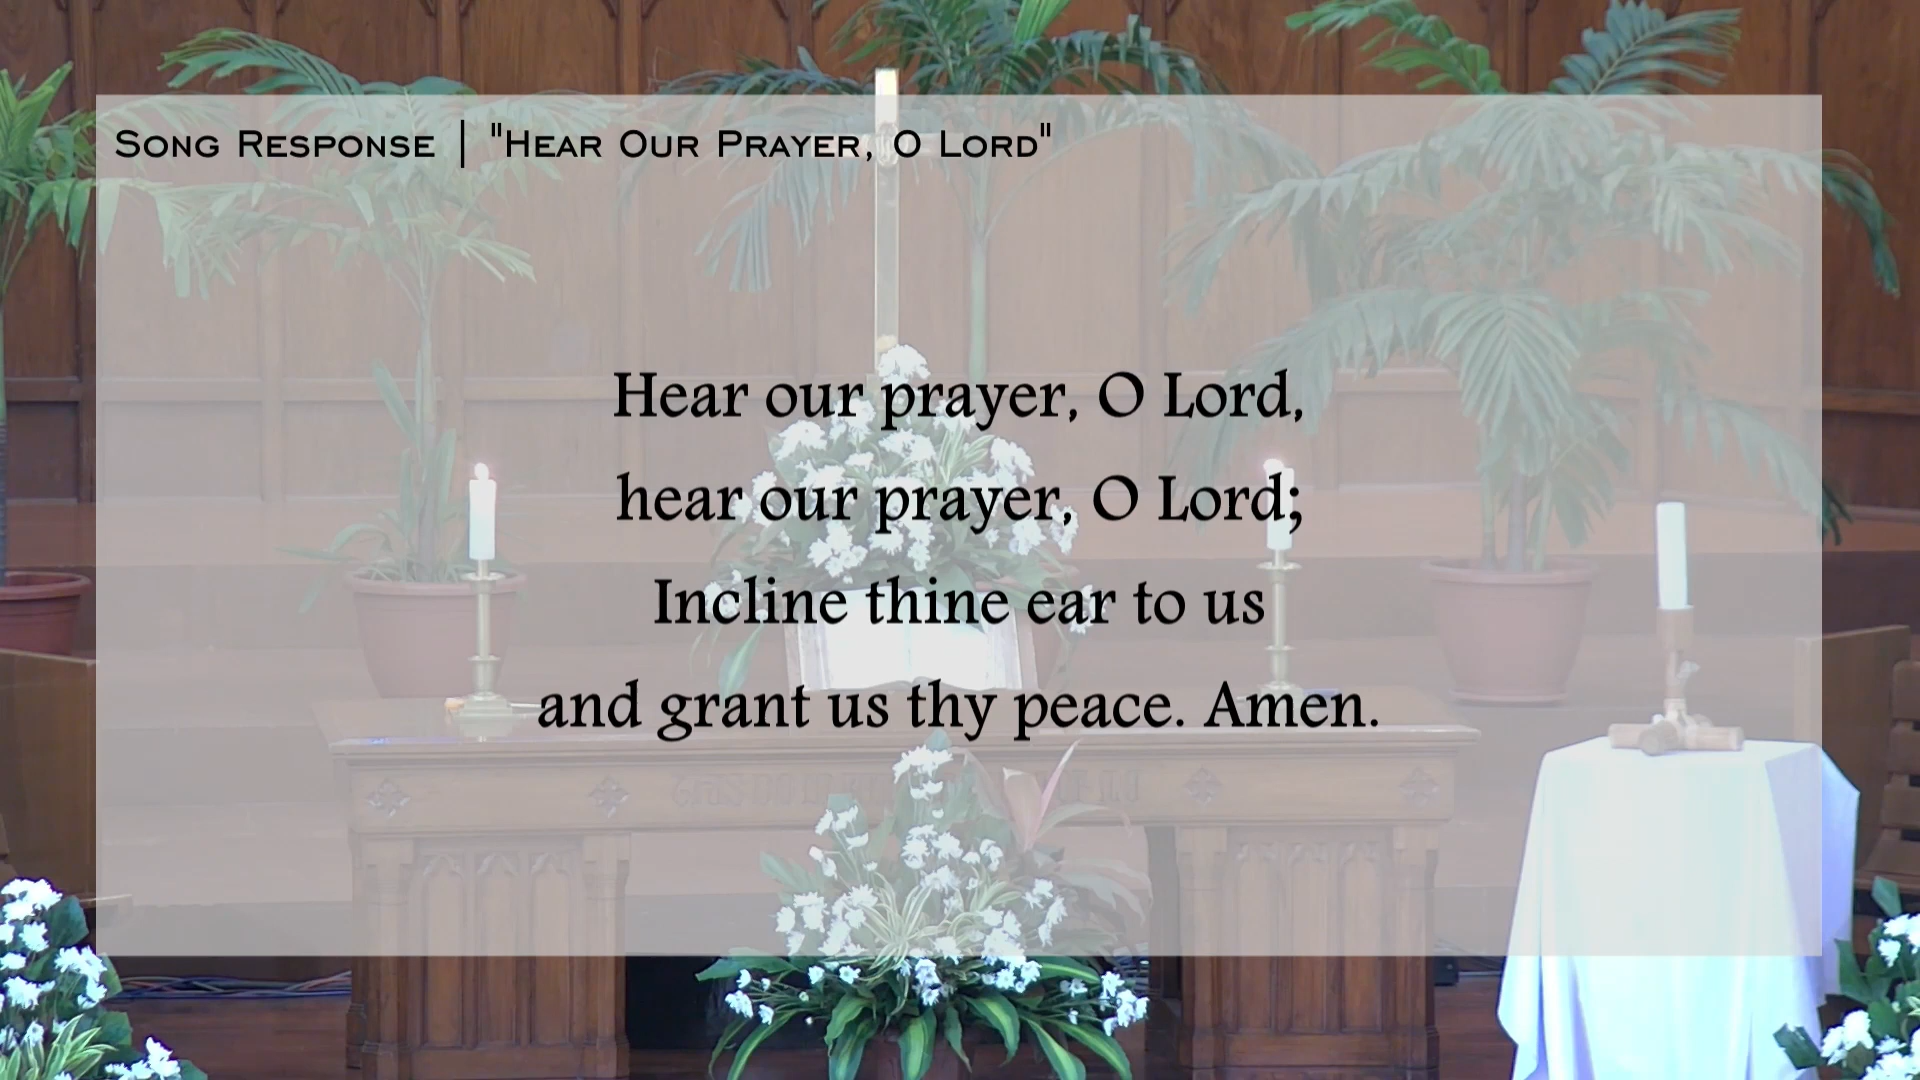 Song Response | "Hear Our Prayer, O Lord"
Hear our prayer, O Lord,
hear our prayer, O Lord;
Incline thine ear to us
and grant us thy peace. Amen.